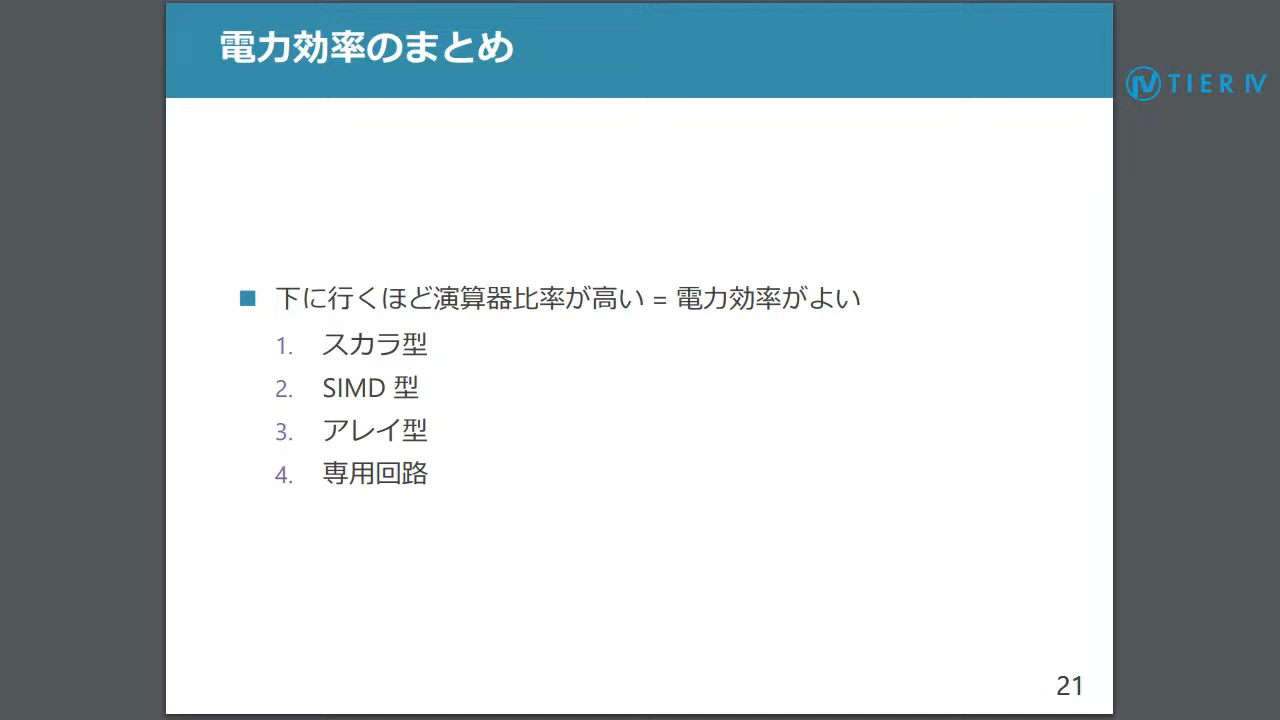 電力効率のまとめ
TIER IV
■ 下に行くほど演算器比率が高い = 電力効率がよい
1. スカラ型
2. SIMD 型
3. アレイ型
4. 専用回路
21